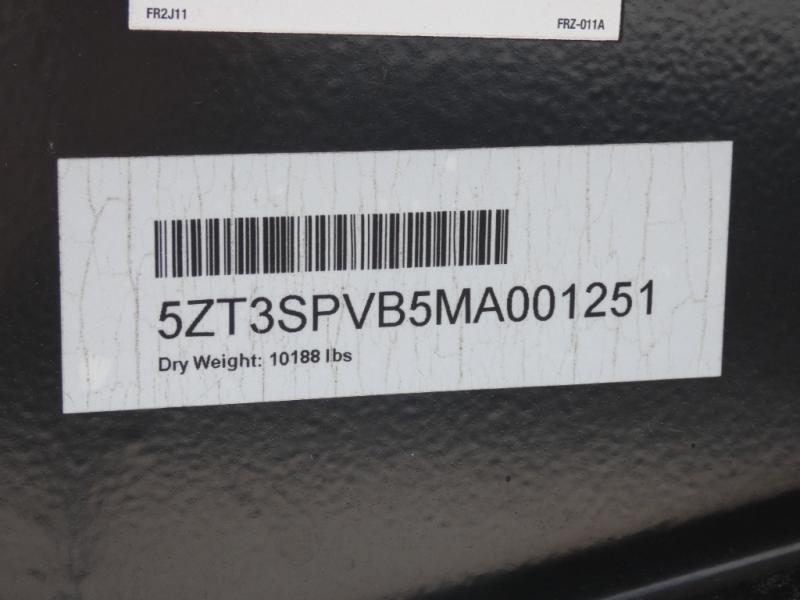 FR2J11
FRZ-011A
5ZT3SPVB5MA001251
Dry Weight: 10188 lbs